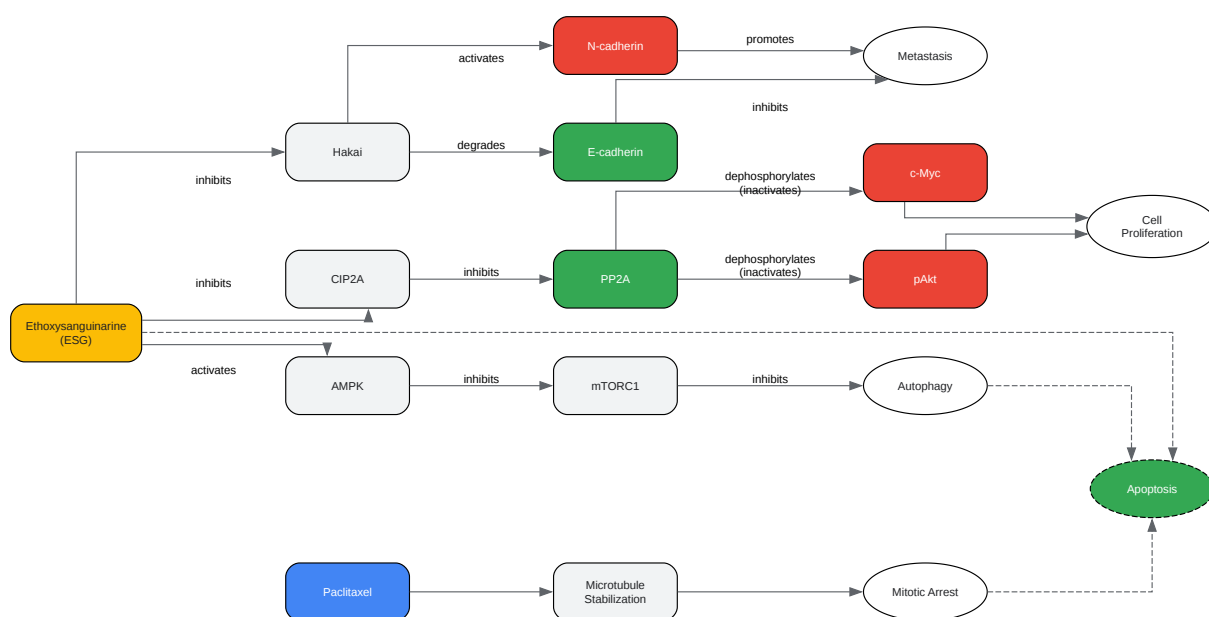 N-cadherin
promotes
Metastasis
activates
inhibits
Hakai
degrades
E-cadherin
inhibits
dephosphorylates
(inactivates)
c-Myc
Cell
Proliferation
inhibits
CIP2A
inhibits
PP2A
dephosphorylates
(inactivates)
pAkt
Ethoxysanguinarine
(ESG)
activates
AMPK
inhibits
mTORC1
inhibits
Autophagy
Apoptosis
Paclitaxel
Microtubule
Stabilization
Mitotic Arrest